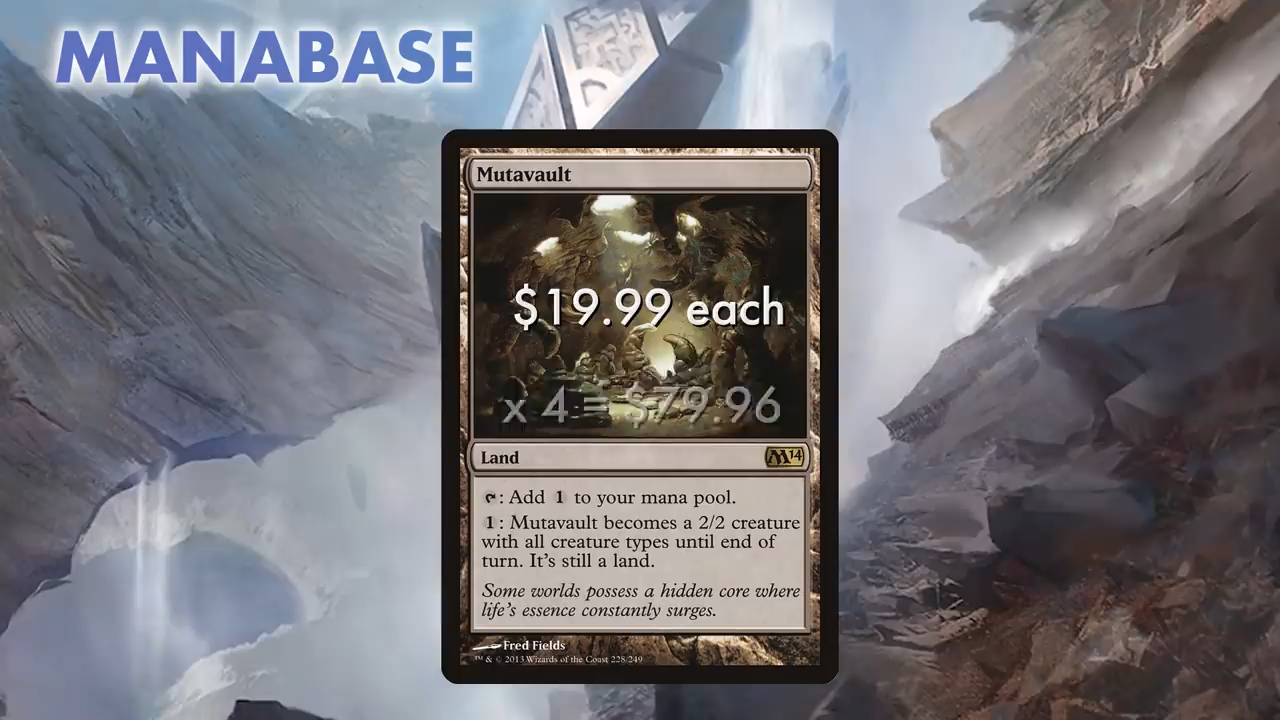 MANABASE
Mutavault
$19.99 each
x 4 = $79.96
Land
M14
: Add 1 to your mana pool.
1 : Mutavault becomes a 2/2 creature
with all creature types until end of
turn. It's still a land.
Some worlds possess a hidden core where
life's essence constantly surges.
Fred Fields
™ & © 2013 Wizards of the Coast 228/249